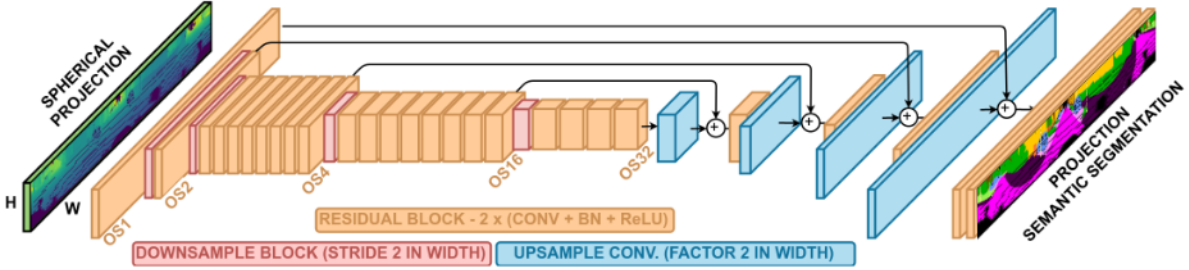 SPHERICAL
PROJECTION
H
W
OS1
OS2
OS4
OS16
OS32
+
+
+
+
PROJECTION
SEMANTIC SEGMENTATION
RESIDUAL BLOCK - 2 x (CONV + BN + ReLU)
DOWNSAMPLE BLOCK (STRIDE 2 IN WIDTH)
UPSAMPLE CONV. (FACTOR 2 IN WIDTH)